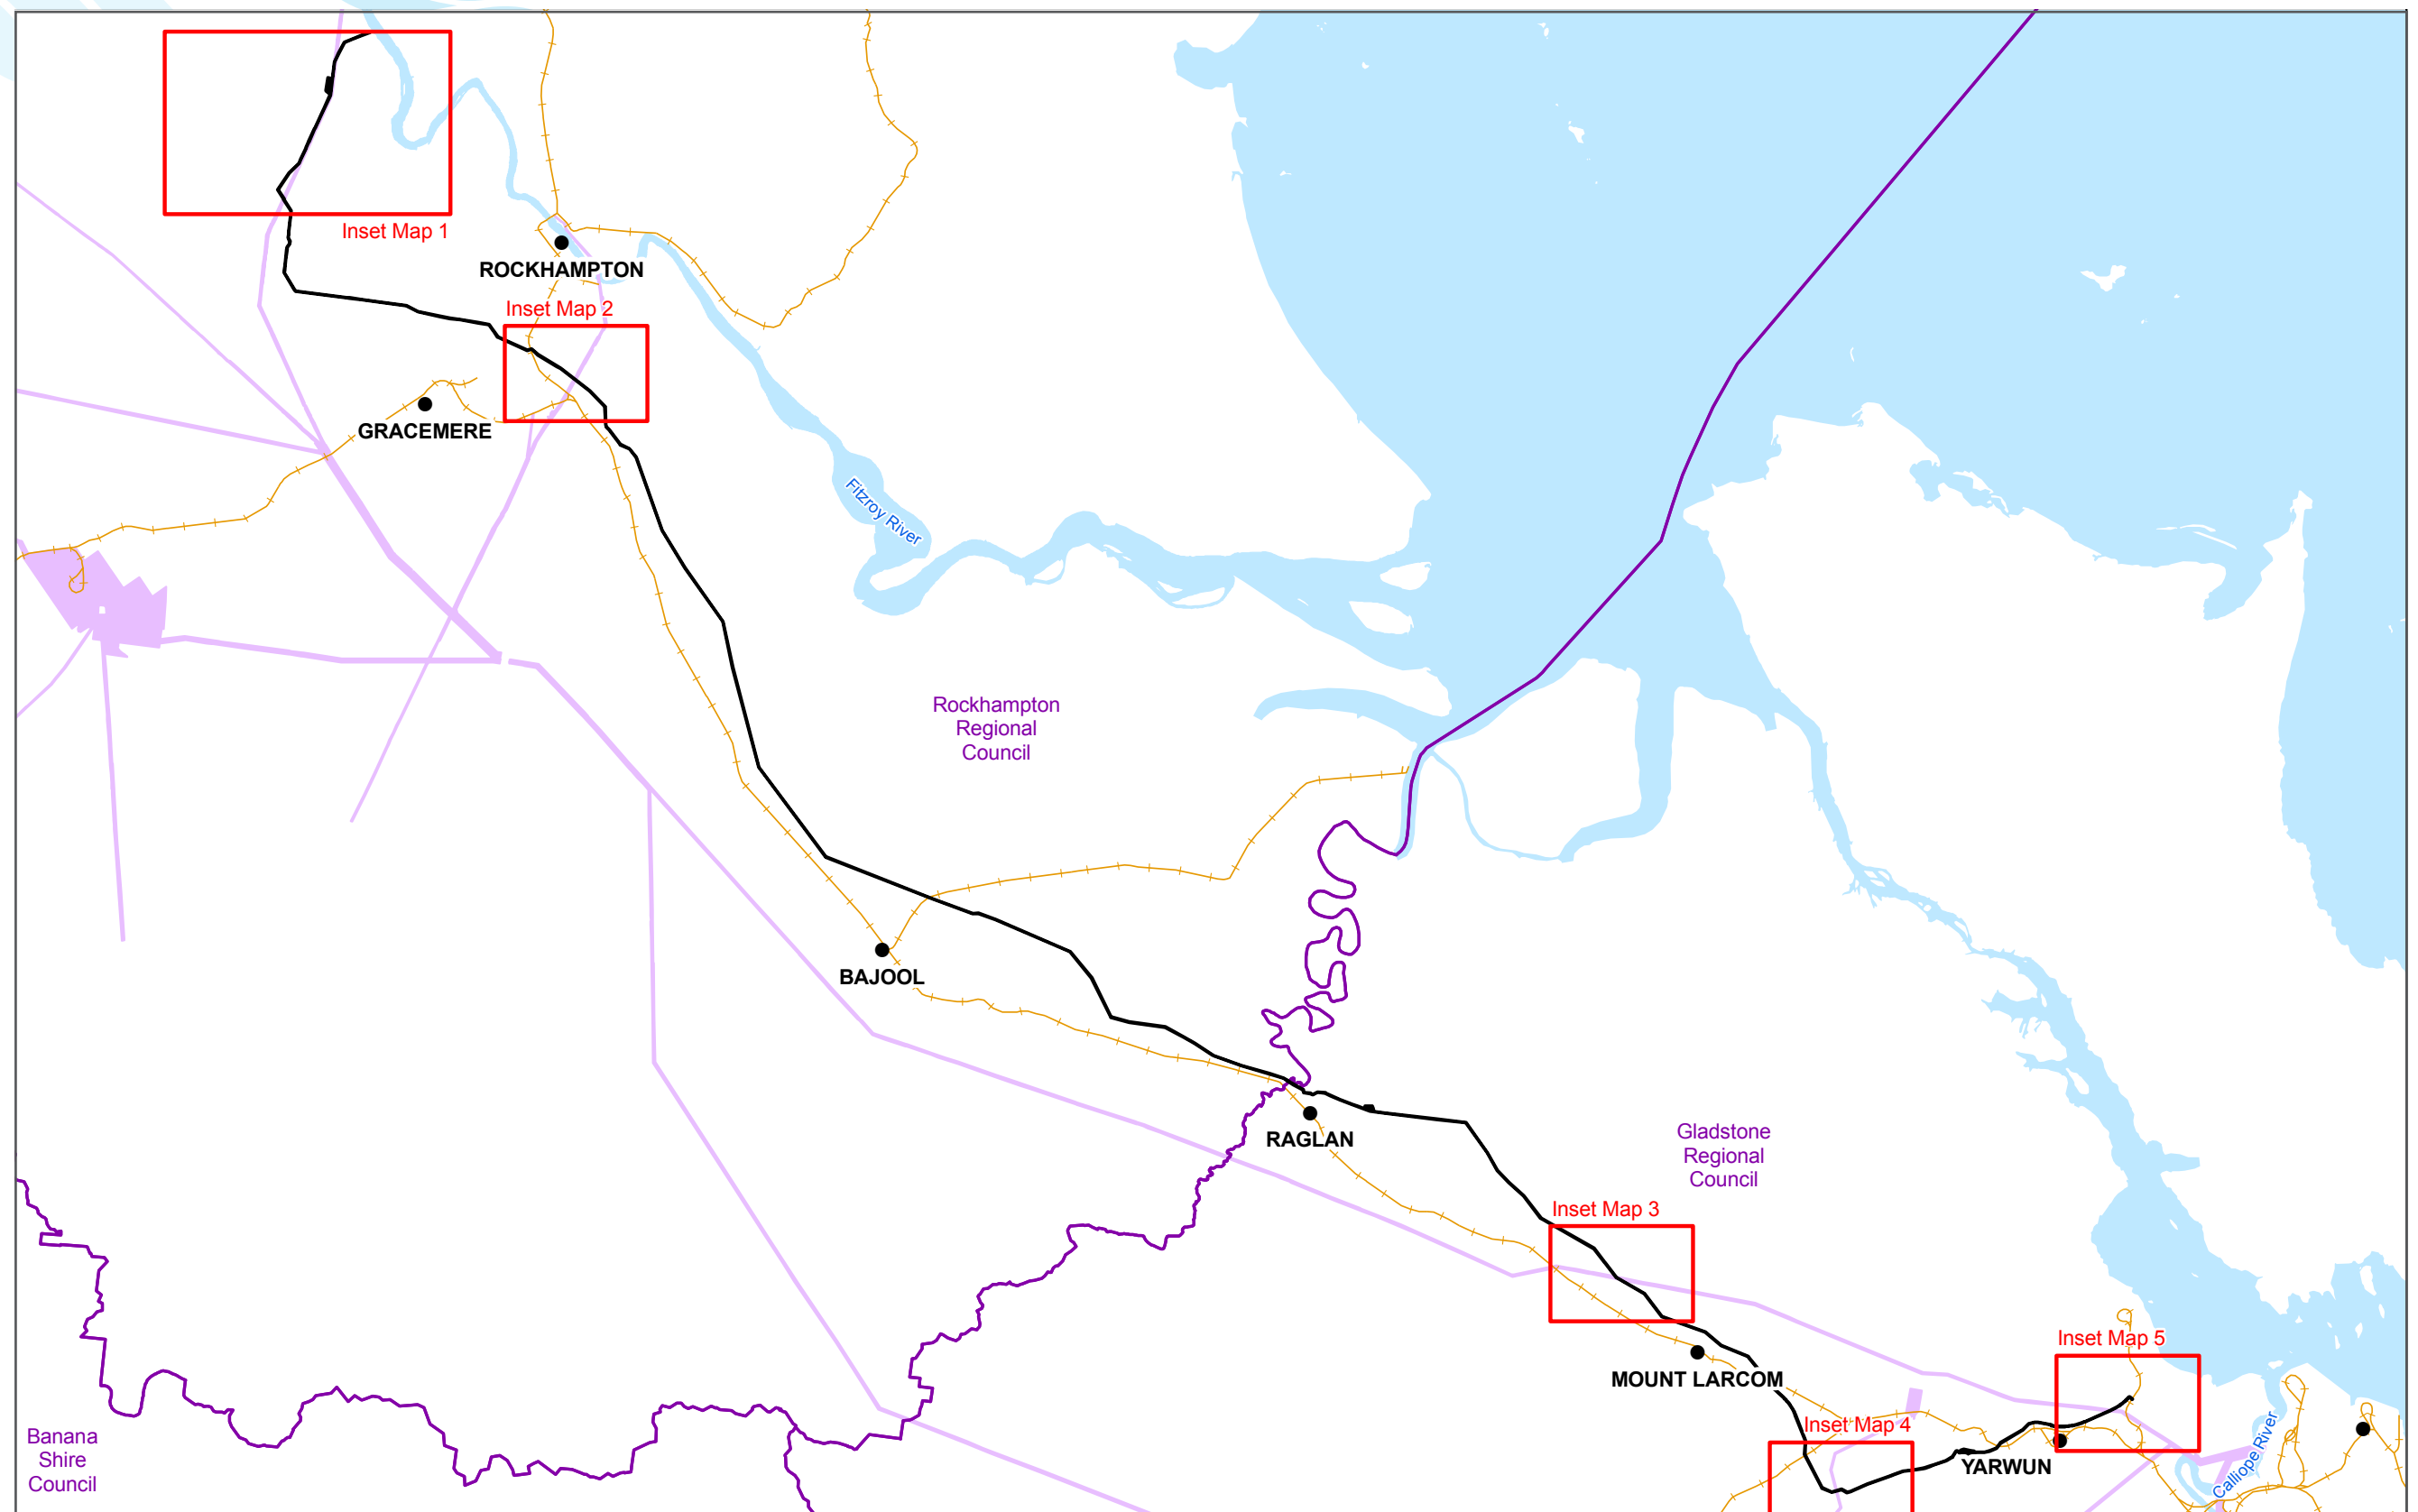 Inset Map 1
ROCKHAMPTON
Inset Map 2
GRACEMERE
Fitzroy River
Rockhampton
Regional
Council
BAJOOL
RAGLAN
Gladstone
Regional
Council
Inset Map 3
Inset Map 5
MOUNT LARCOM
Inset Map 4
YARWUN
Calliope River
Banana
Shire
Council